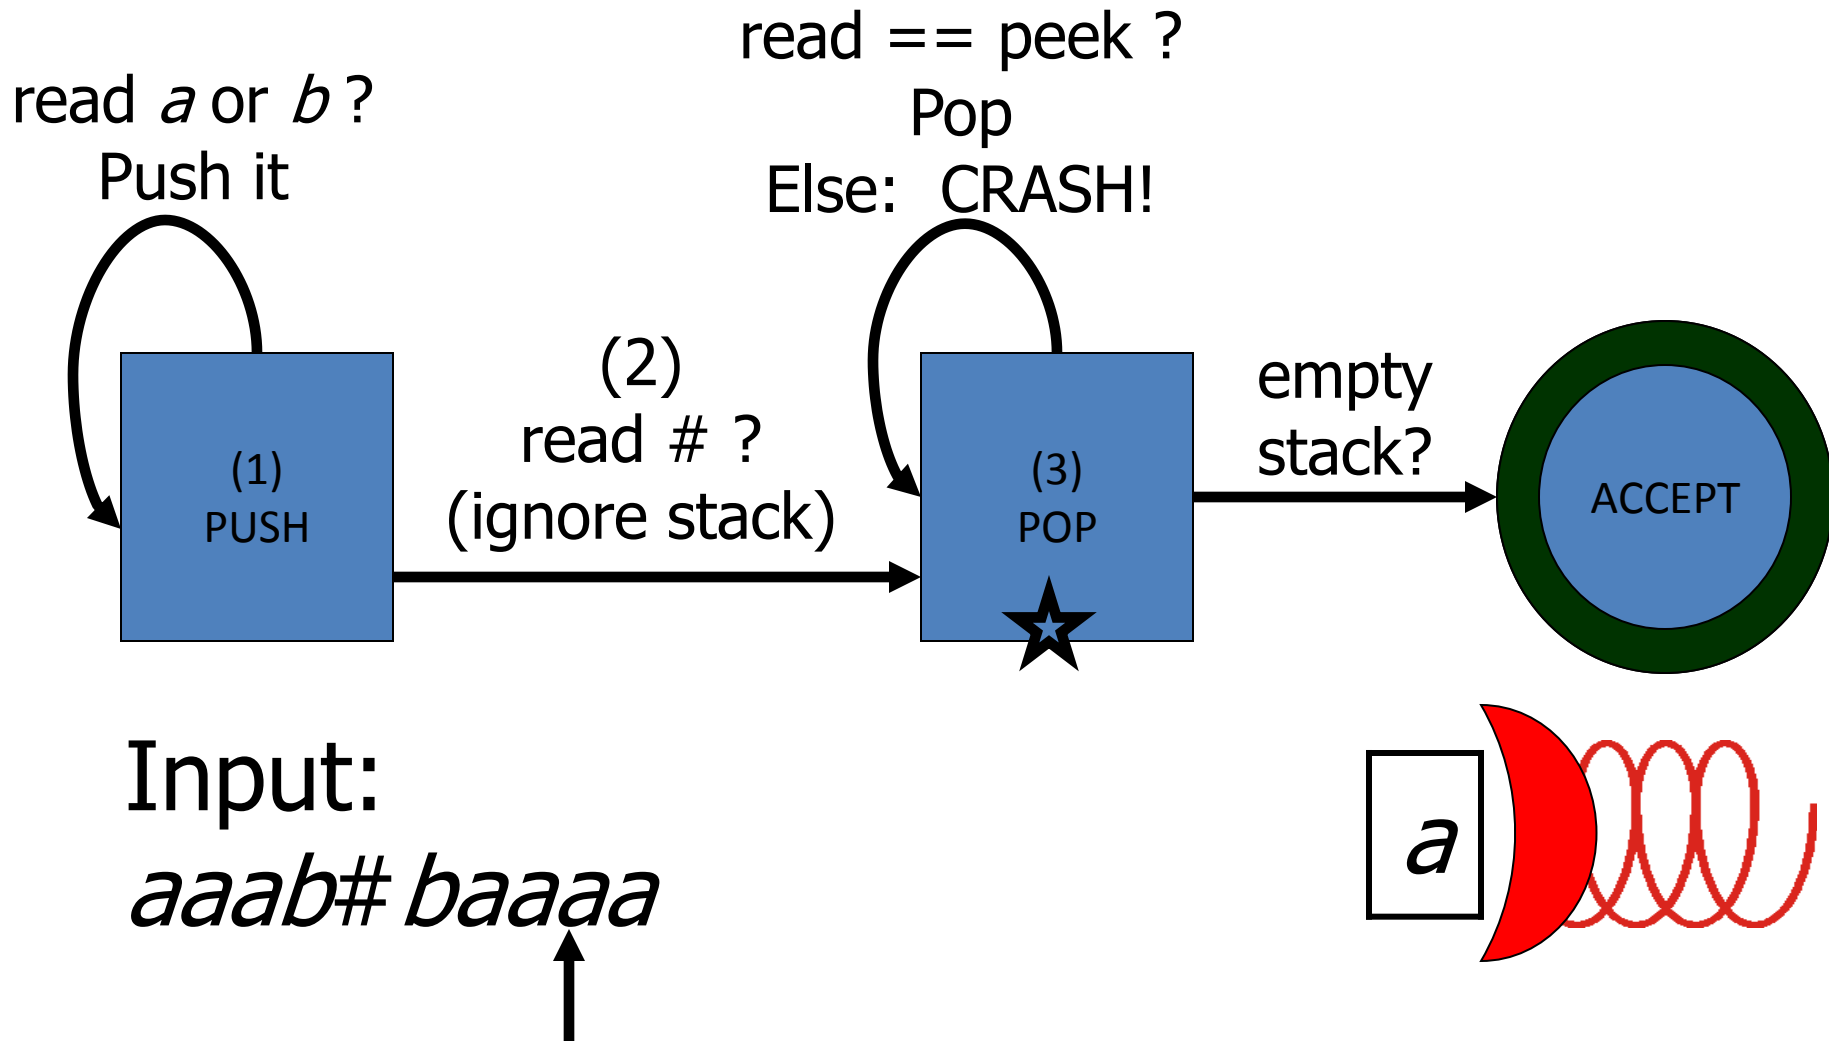 read a or b ?
Push it
read == peek ?
Pop
Else: CRASH!
(1)
PUSH
(2)
read # ?
(ignore stack)
(3)
POP
empty
stack?
ACCEPT
Input:
aaab#baaaa
a